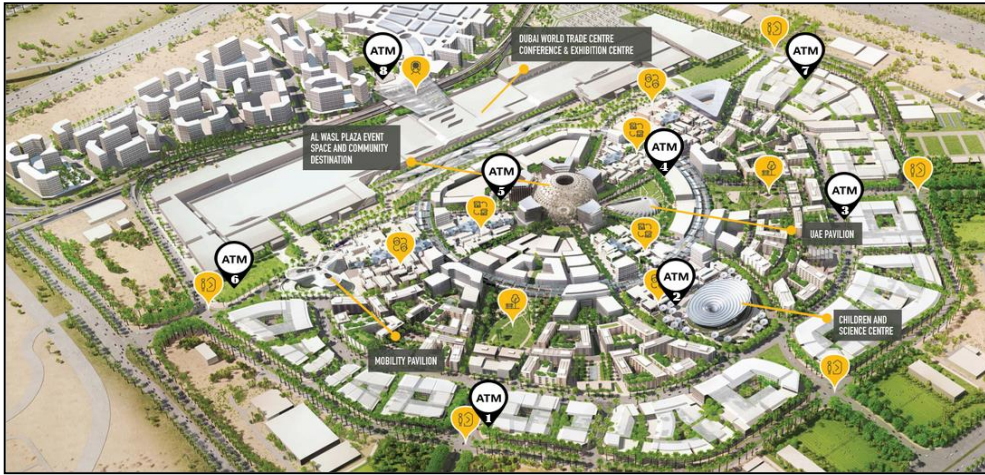 DUBAI WORLD TRADE CENTRE
CONFERENCE & EXHIBITION CENTRE
ATM
8
ATM
7
AL WASL PLAZA EVENT
SPACE AND COMMUNITY
DESTINATION
ATM
4
ATM
5
ATM
3
UAE PAVILION
ATM
6
ATM
2
CHILDREN AND
SCIENCE CENTRE
MOBILITY PAVILION
ATM
1